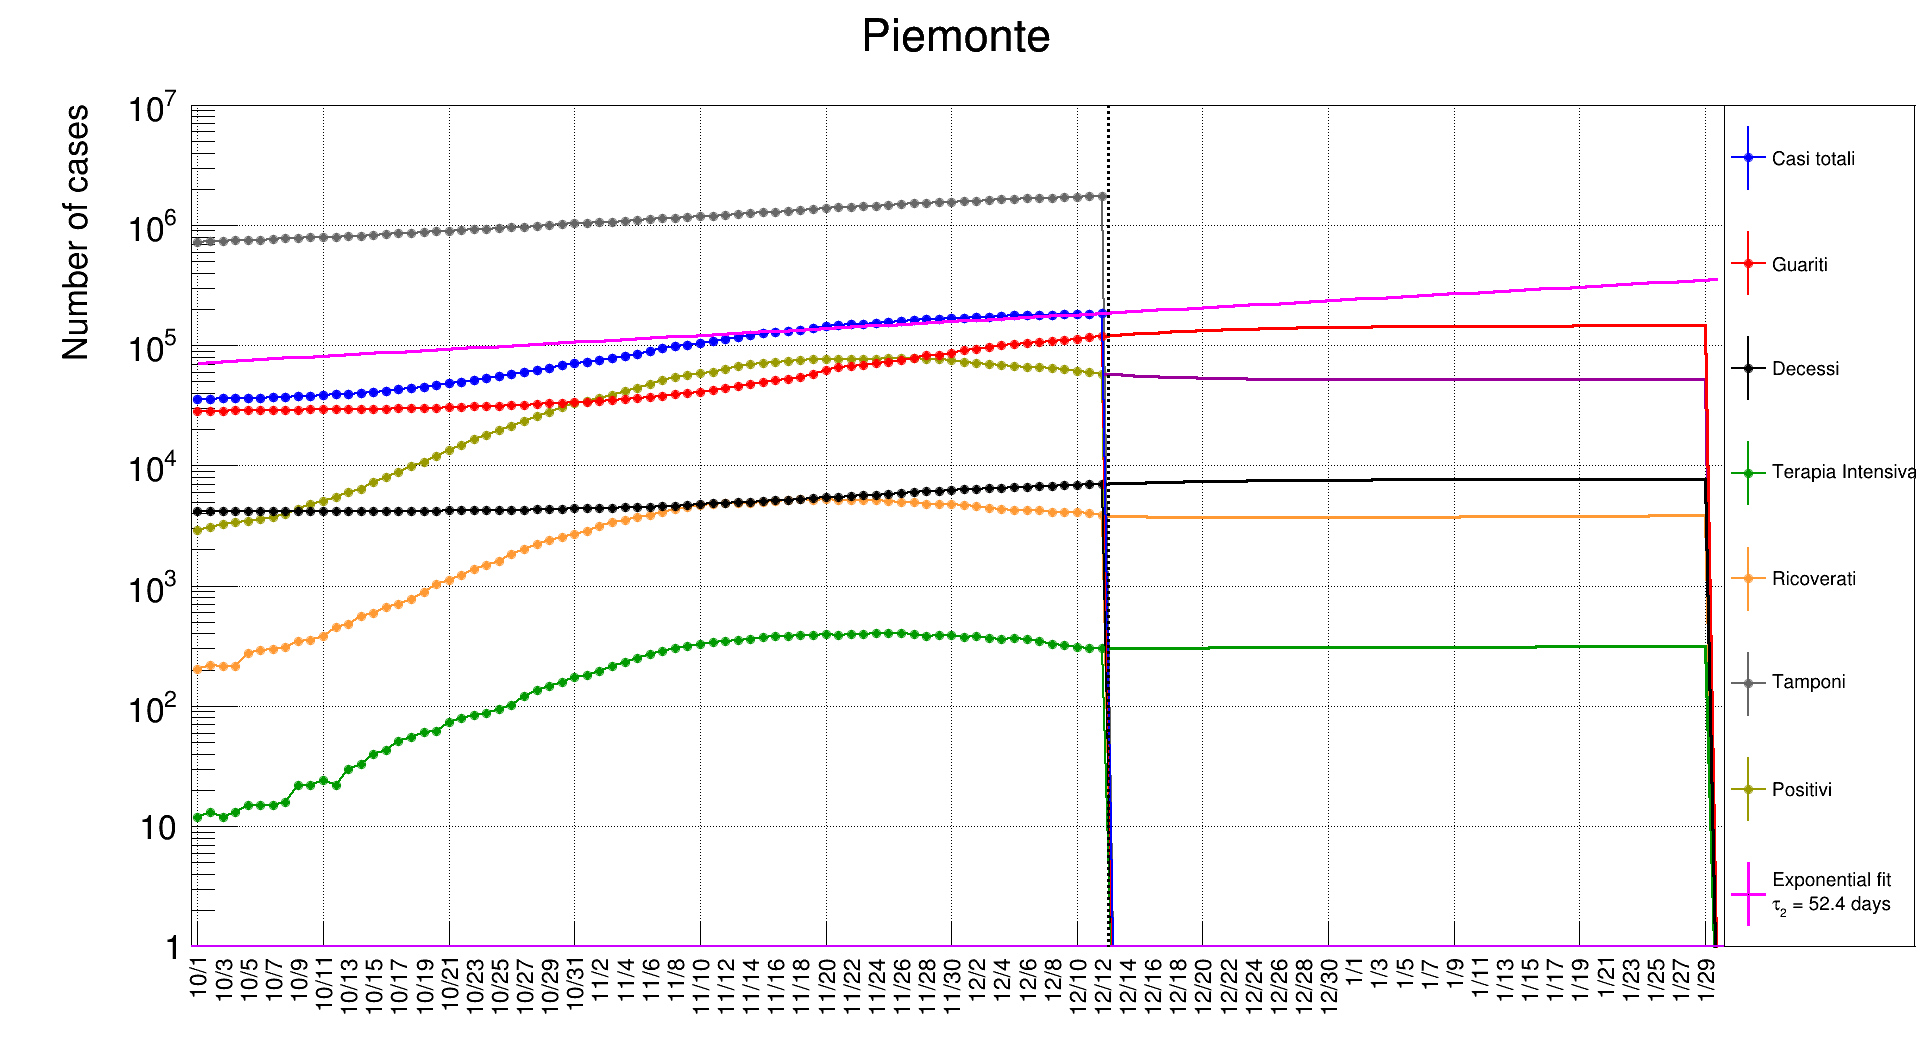 Piemonte
Number of cases
10^7
10^6
10^5
10^4
10^3
10^2
10
1
10/1 10/3 10/5 10/7 10/9 10/11 10/13 10/15 10/17 10/19 10/21 10/23 10/25 10/27 10/29 10/31 11/2 11/4 11/6 11/8 11/10 11/12 11/14 11/16 11/18 11/20 11/22 11/24 11/26 11/28 11/30 12/2 12/4 12/6 12/8 12/10 12/12 12/14 12/16 12/18 12/20 12/22 12/24 12/26 12/28 12/30 1/1 1/3 1/5 1/7 1/9 1/11 1/13 1/15 1/17 1/19 1/21 1/23 1/25 1/27 1/29
Casi totali
Guariti
Decessi
Terapia Intensiva
Ricoverati
Tamponi
Positivi
Exponential fit
τ₂ = 52.4 days